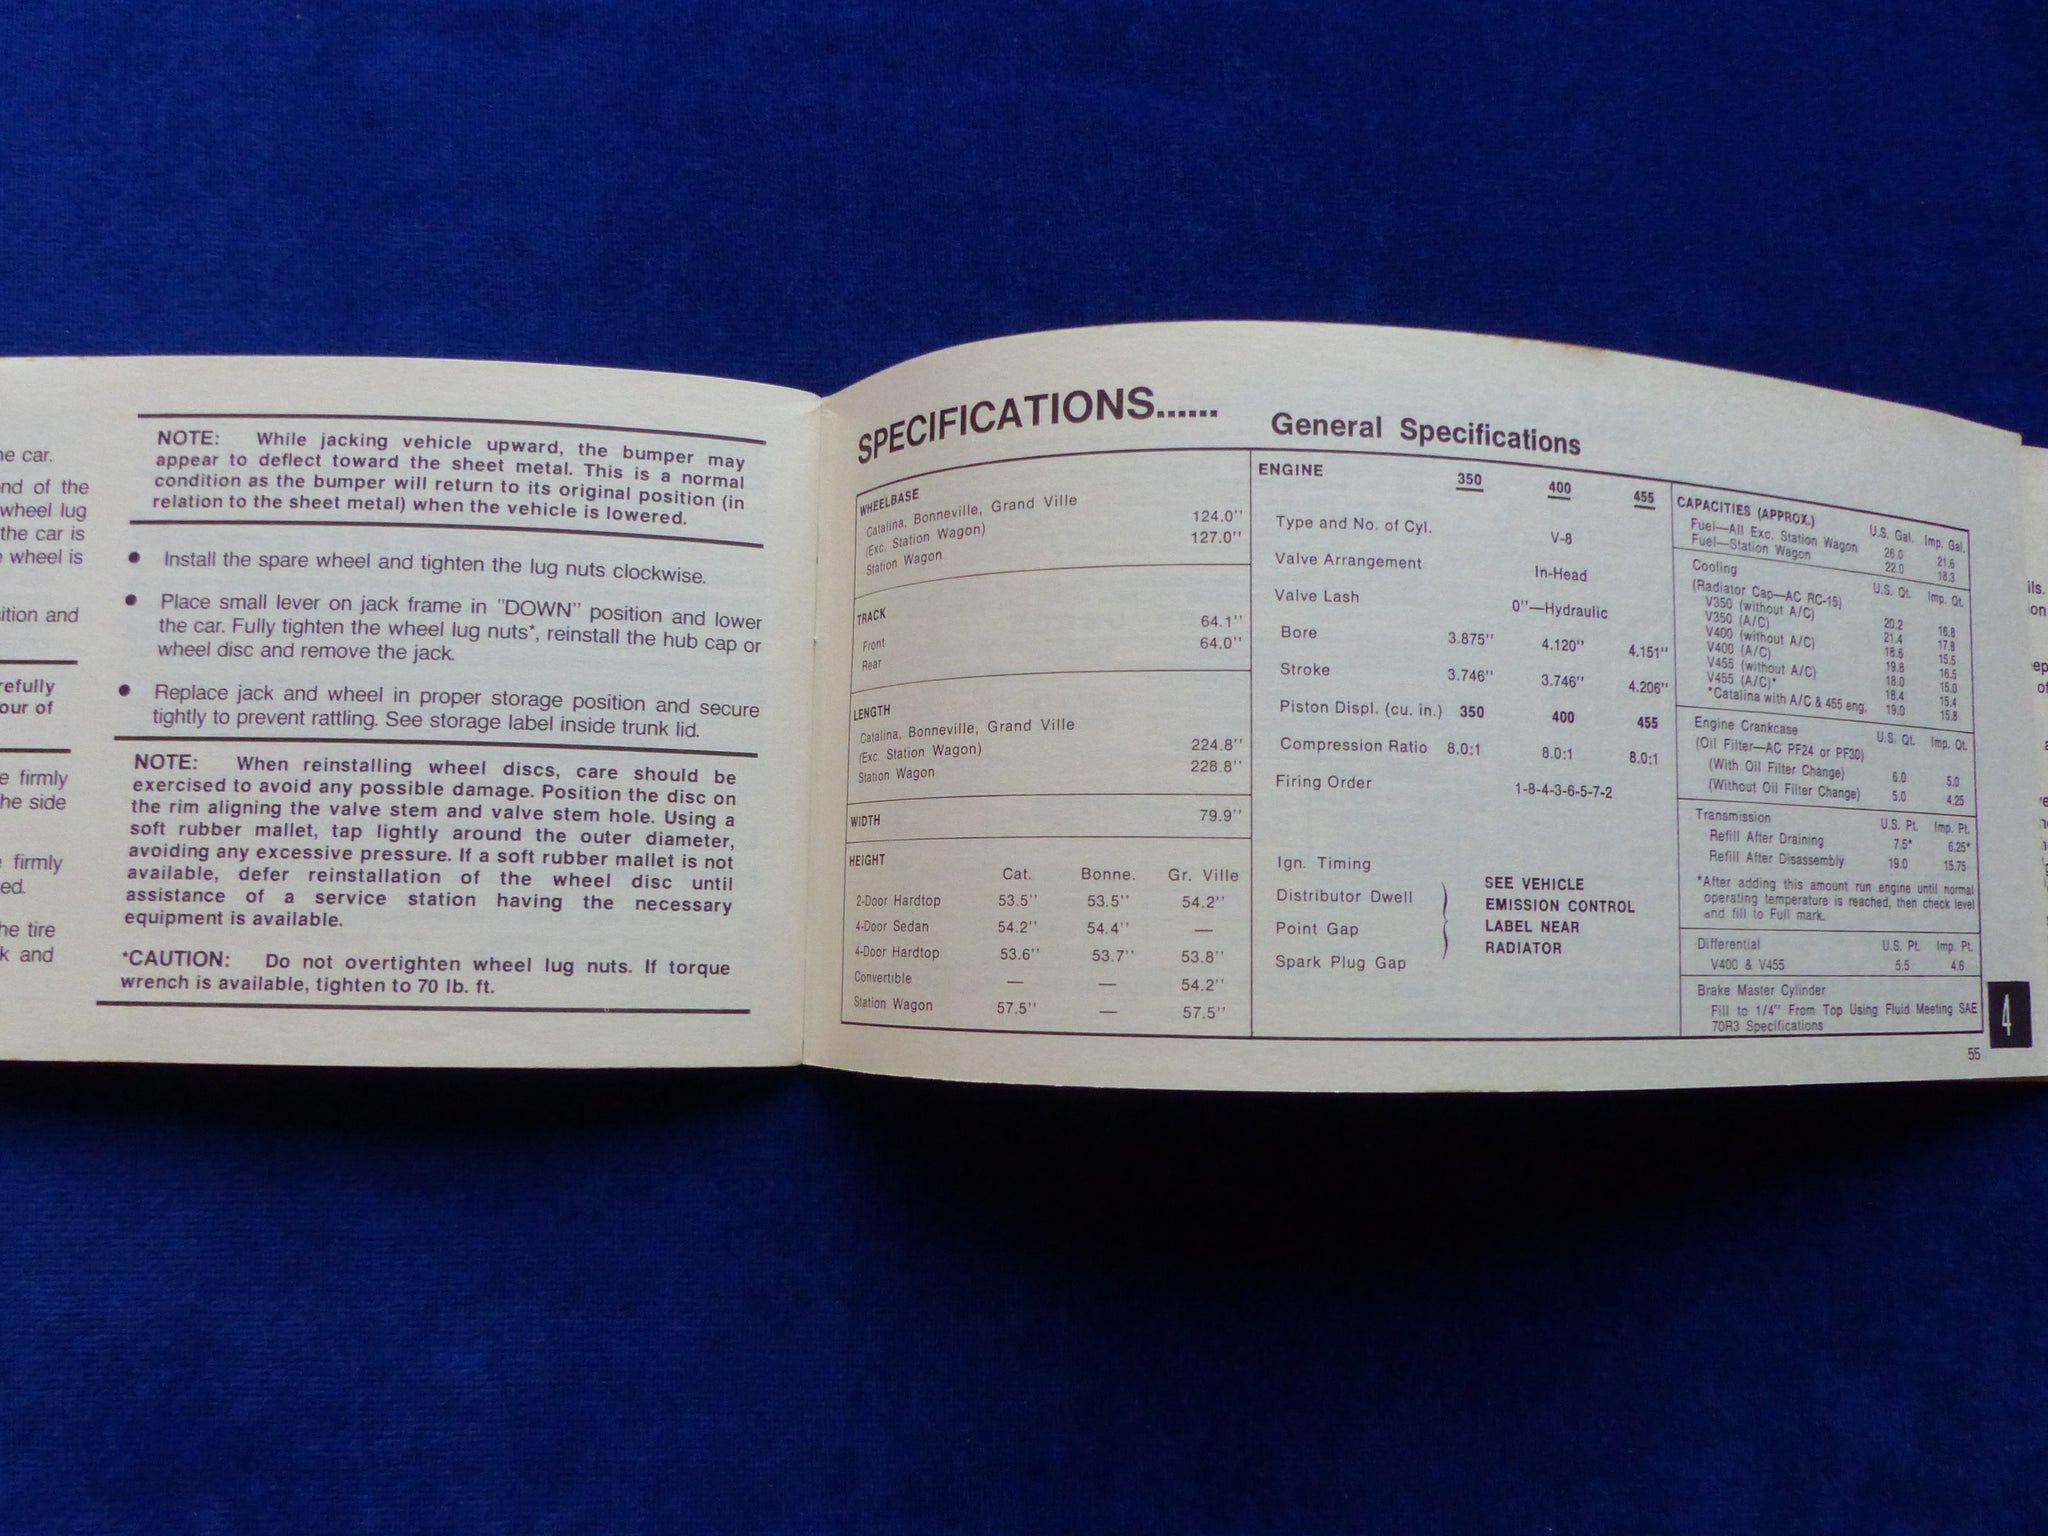 he car.
nd of the
wheel lug
the car is
wheel is
ition and
efully
our of
firmly
he side
firmly
ed.
he tire
k and
NOTE: While jacking vehicle upward, the bumper may
appear to deflect toward the sheet metal. This is a normal
condition as the bumper will return to its original position (in
relation to the sheet metal) when the vehicle is lowered.
● Install the spare wheel and tighten the lug nuts clockwise.
● Place small lever on jack frame in "DOWN" position and lower
the car. Fully tighten the wheel lug nuts*, reinstall the hub cap or
wheel disc and remove the jack.
● Replace jack and wheel in proper storage position and secure
tightly to prevent rattling. See storage label inside trunk lid.
NOTE: When reinstalling wheel discs, care should be
exercised to avoid any possible damage. Position the disc on
the rim aligning the valve stem and valve stem hole. Using a
soft rubber mallet, tap lightly around the outer diameter,
avoiding any excessive pressure. If a soft rubber mallet is not
available, defer reinstallation of the wheel disc until
assistance of a service station having the necessary
equipment is available.
*CAUTION: Do not overtighten wheel lug nuts. If torque
wrench is available, tighten to 70 lb. ft.
SPECIFICATIONS......
General Specifications
WHEELBASE
Catalina, Bonneville, Grand Ville
(Exc. Station Wagon) 124.0''
Station Wagon 127.0''
TRACK
Front 64.1''
Rear 64.0''
LENGTH
Catalina, Bonneville, Grand Ville
(Exc. Station Wagon) 224.8''
Station Wagon 228.8''
WIDTH 79.9''
HEIGHT
Cat. Bonne. Gr. Ville
2-Door Hardtop 53.5'' 53.5'' 54.2''
4-Door Sedan 54.2'' 54.4'' —
4-Door Hardtop 53.6'' 53.7'' 53.8''
Convertible — — 54.2''
Station Wagon 57.5'' — 57.5''
ENGINE 350 400 455
Type and No. of Cyl. V-8
Valve Arrangement In-Head
Valve Lash 0''—Hydraulic
Bore 3.875'' 4.120'' 4.151''
Stroke 3.746'' 3.746'' 4.206''
Piston Displ. (cu. in.) 350 400 455
Compression Ratio 8.0:1 8.0:1 8.0:1
Firing Order 1-8-4-3-6-5-7-2
Ign. Timing
Distributor Dwell
Point Gap
Spark Plug Gap
SEE VEHICLE
EMISSION CONTROL
LABEL NEAR
RADIATOR
CAPACITIES (APPROX.) U.S. Gal. Imp. Gal.
Fuel—All Exc. Station Wagon 26.0 21.6
Fuel—Station Wagon 22.0 18.3
Cooling U.S. Qt. Imp. Qt.
(Radiator Cap—AC RC-15)
V350 (without A/C) 20.2 16.8
V350 (A/C) 21.4 17.8
V400 (without A/C) 18.6 15.5
V400 (A/C) 19.8 16.5
V455 (without A/C) 18.0 15.0
V455 (A/C)* 18.4 15.4
*Catalina with A/C & 455 eng. 19.0 15.8
Engine Crankcase U.S. Qt. Imp. Qt.
(Oil Filter—AC PF24 or PF30)
(With Oil Filter Change) 6.0 5.0
(Without Oil Filter Change) 5.0 4.25
Transmission U.S. Pt. Imp. Pt.
Refill After Draining 7.5* 6.25*
Refill After Disassembly 19.0 15.75
*After adding this amount run engine until normal
operating temperature is reached, then check level
and fill to Full mark.
Differential U.S. Pt. Imp. Pt.
V400 & V455 5.5 4.6
Brake Master Cylinder
Fill to 1/4" From Top Using Fluid Meeting SAE
70R3 Specifications
4
55
ils.
on
ep
of